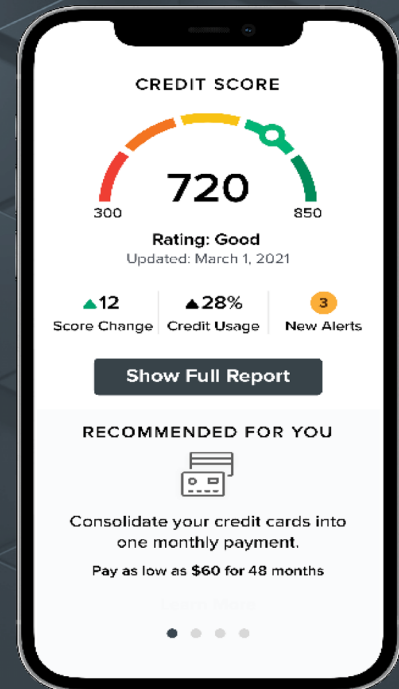 CREDIT SCORE
720
300
850
Rating: Good
Updated: March 1, 2021
▲12
▲28%
3
Score Change
Credit Usage
New Alerts
Show Full Report
RECOMMENDED FOR YOU
Consolidate your credit cards into
one monthly payment.
Pay as low as $60 for 48 months